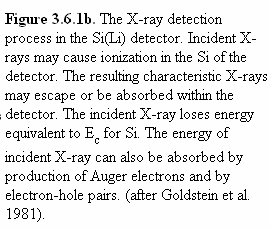 Figure 3.6.1b. The X-ray detection
process in the Si(Li) detector. Incident X-
rays may cause ionization in the Si of the
detector. The resulting characteristic X-rays
may escape or be absorbed within the
detector. The incident X-ray loses energy
equivalent to Ec for Si. The energy of
incident X-ray can also be absorbed by
production of Auger electrons and by
electron-hole pairs. (after Goldstein et al.
1981).